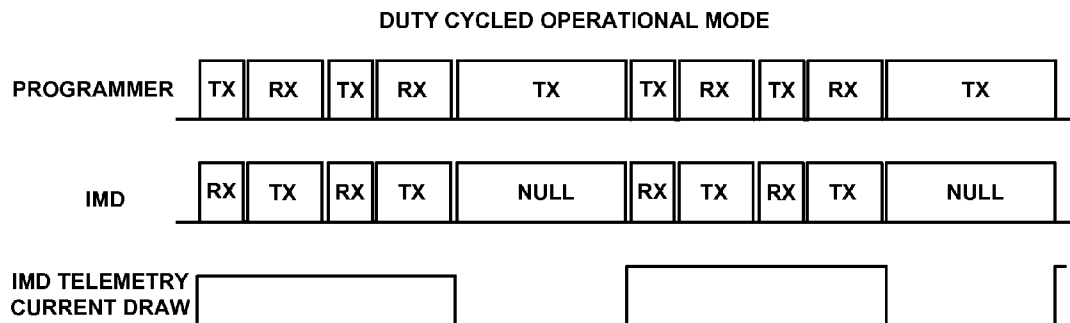 DUTY CYCLED OPERATIONAL MODE
PROGRAMMER TX RX TX RX TX TX RX TX RX TX
IMD RX TX RX TX NULL RX TX RX TX NULL
IMD TELEMETRY
CURRENT DRAW